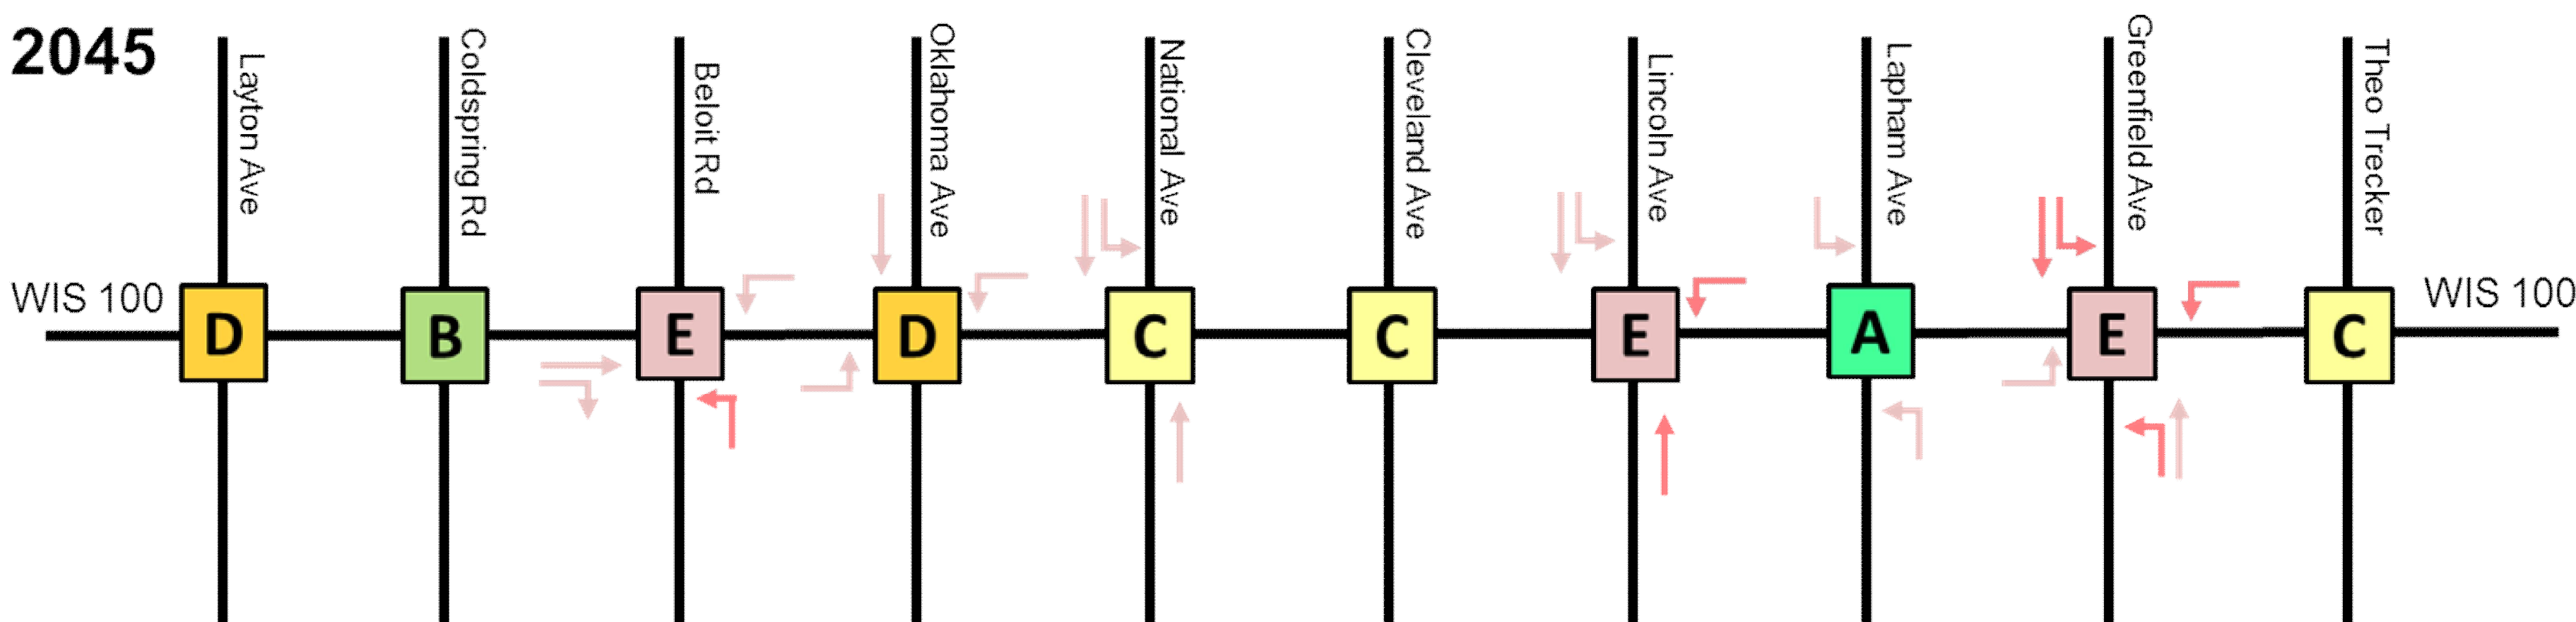 2045
Layton Ave
Coldspring Rd
Beloit Rd
Oklahoma Ave
National Ave
Cleveland Ave
Lincoln Ave
Lapham Ave
Greenfield Ave
Theo Trecker
WIS 100
D
B
E
D
C
C
E
A
E
C
WIS 100